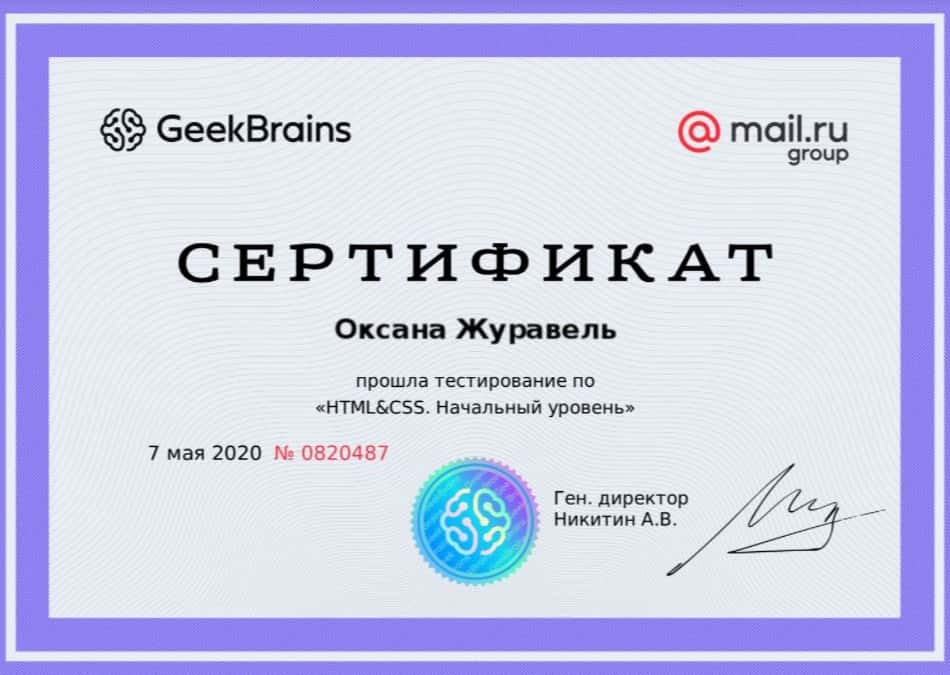 GeekBrains
@ mail.ru
group
СЕРТИФИКАТ
Оксана Журавель
прошла тестирование по
«HTML&CSS. Начальный уровень»
7 мая 2020 № 0820487
Ген. директор
Никитин А.В.